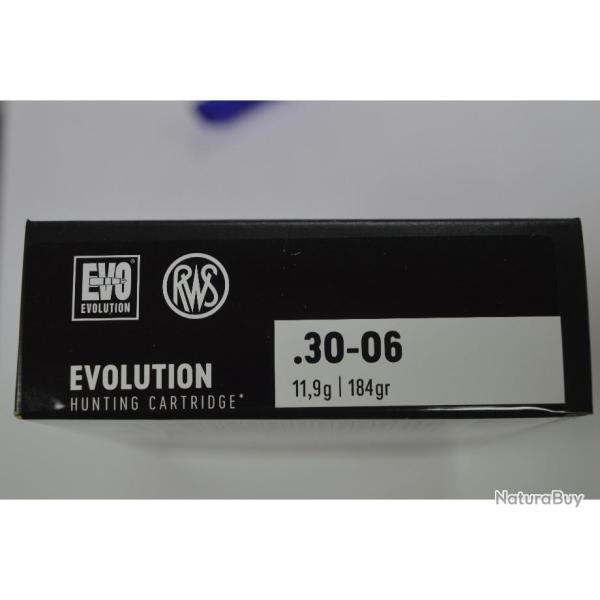 EVO®
EVOLUTION
RWS
EVOLUTION
HUNTING CARTRIDGE*
.30-06
11,9g | 184gr
NaturaBuy